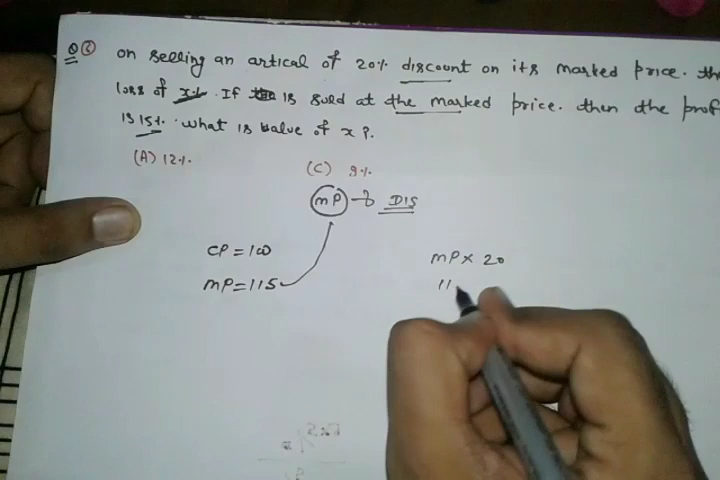 Q③ on selling an artical of 20% discount on its marked price. the
loss of x%. If is sold at the marked price. then the prof
is 15%. what is value of x ?.
(A) 12%. (C) 9%.
MP → DIS
CP = 100
MP = 115
MP × 20
11